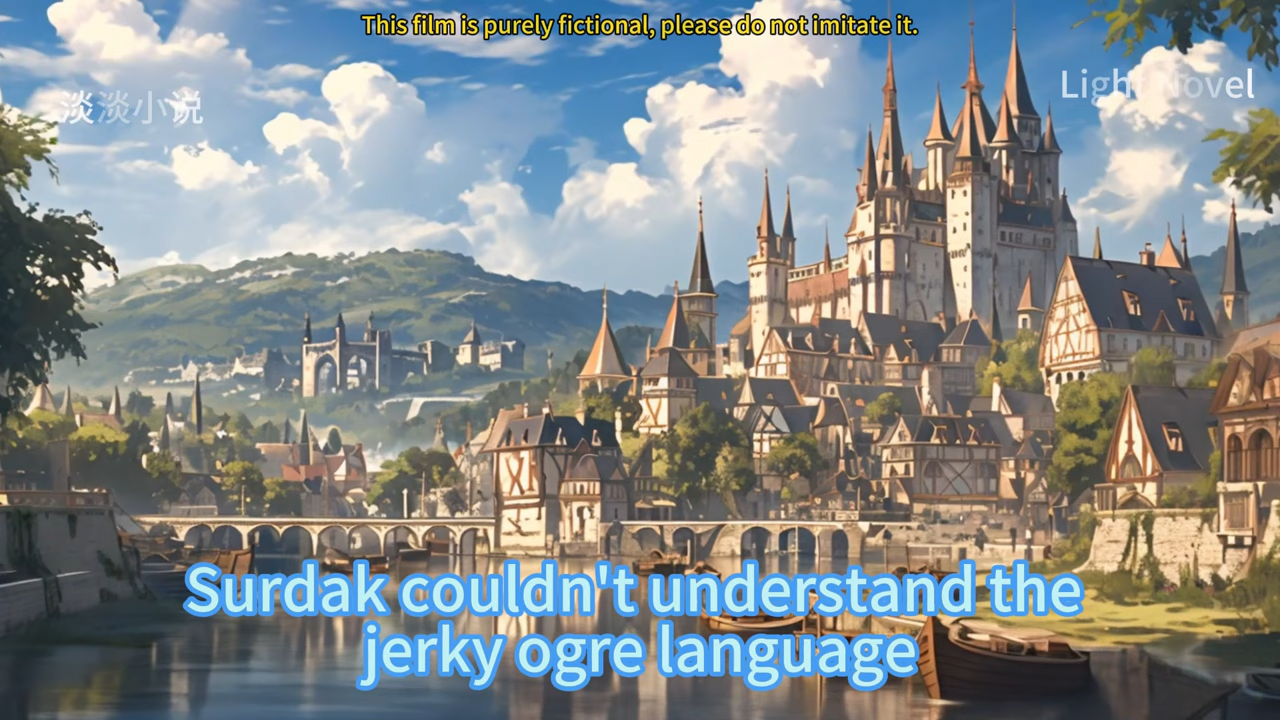 This film is purely fictional, please do not imitate it.
Light Novel
淡淡小说
Surdak couldn't understand the
jerky ogre language